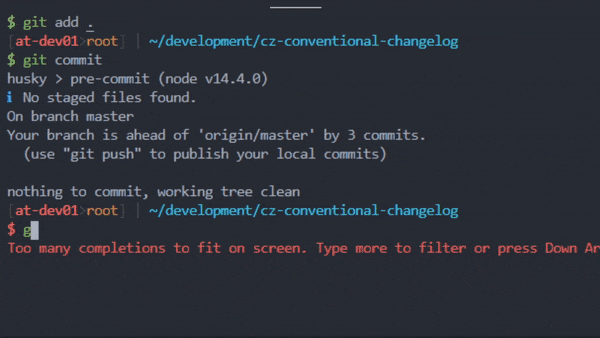 $ git add .
[at-dev01>root] | ~/development/cz-conventional-changelog
$ git commit
husky > pre-commit (node v14.4.0)
ℹ No staged files found.
On branch master
Your branch is ahead of 'origin/master' by 3 commits.
(use "git push" to publish your local commits)
nothing to commit, working tree clean
[at-dev01>root] | ~/development/cz-conventional-changelog
$ g
Too many completions to fit on screen. Type more to filter or press Down Ar